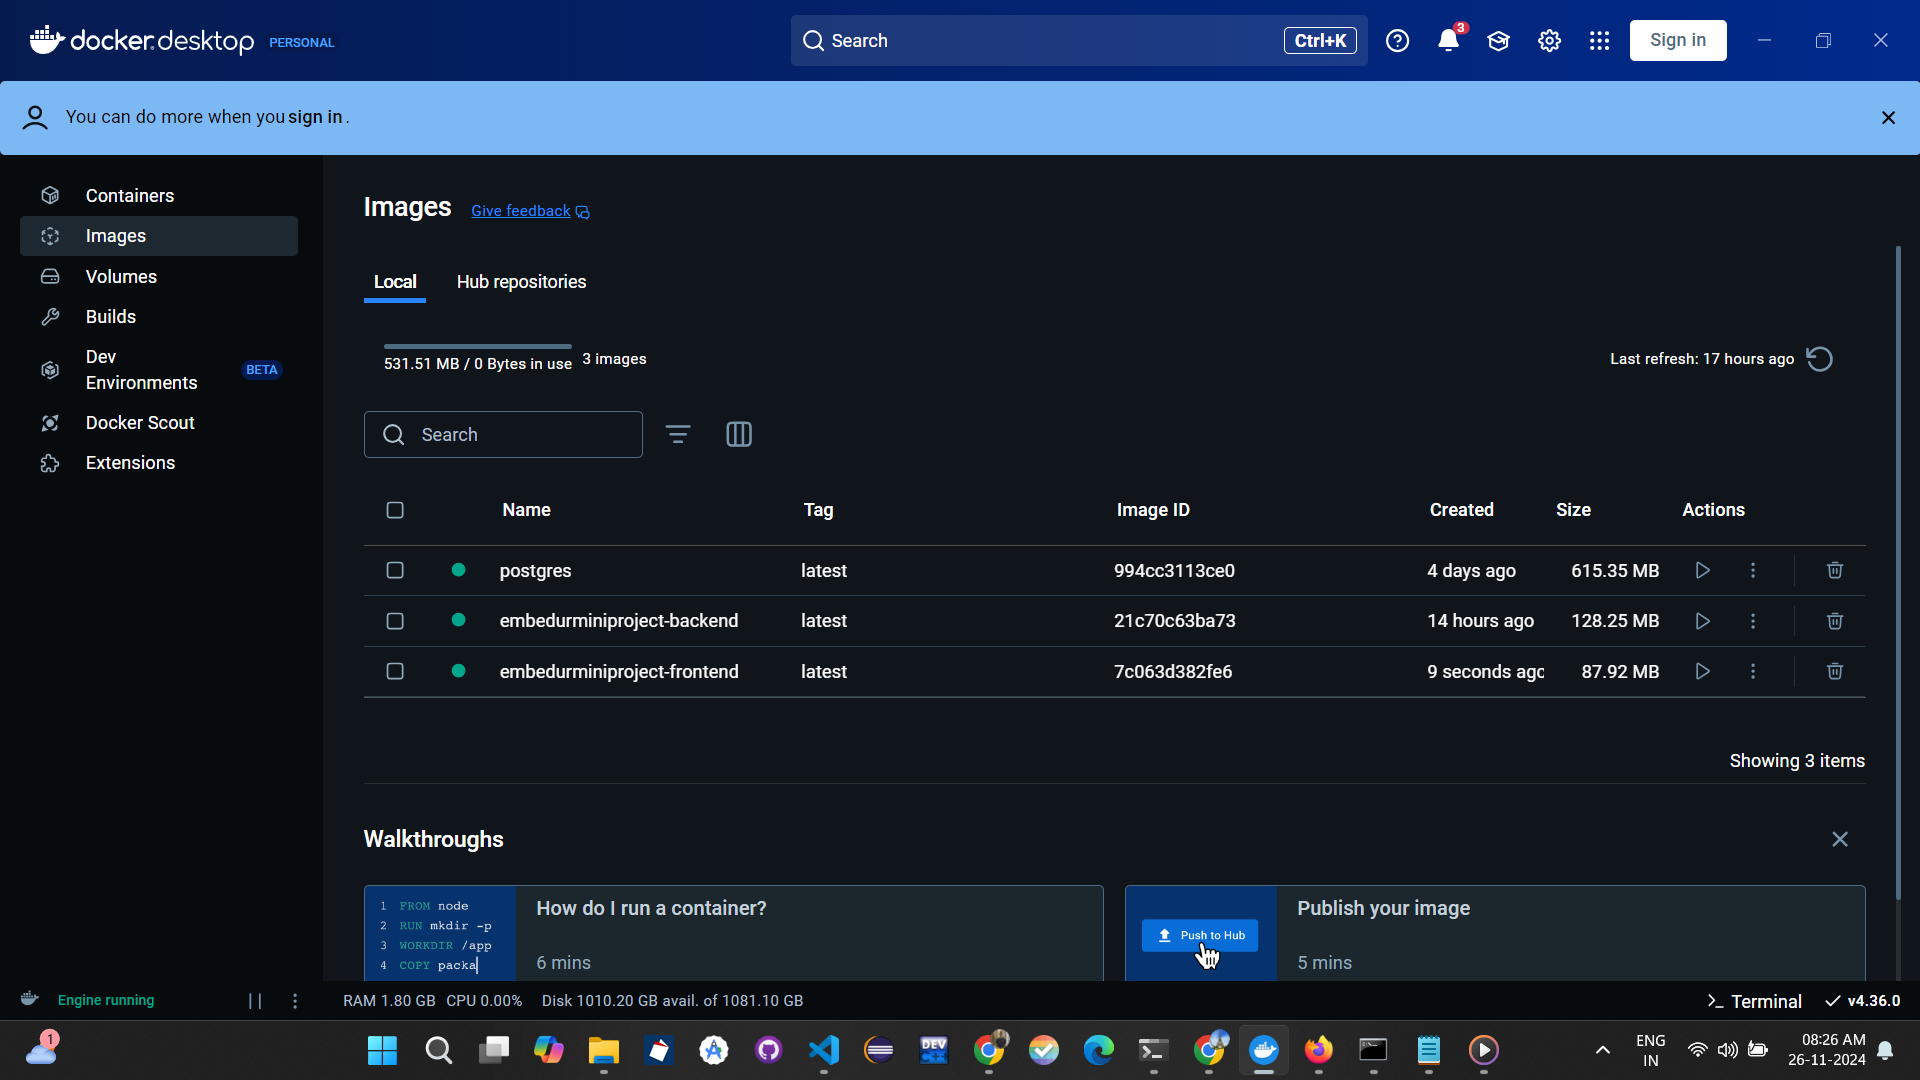 docker.desktop PERSONAL
Search Ctrl+K
3
Sign in
You can do more when you sign in.
Containers
Images
Volumes
Builds
Dev Environments BETA
Docker Scout
Extensions
Images Give feedback
Local Hub repositories
531.51 MB / 0 Bytes in use 3 images
Last refresh: 17 hours ago
Search
Name Tag Image ID Created Size Actions
postgres latest 994cc3113ce0 4 days ago 615.35 MB
embedurminiproject-backend latest 21c70c63ba73 14 hours ago 128.25 MB
embedurminiproject-frontend latest 7c063d382fe6 9 seconds agc 87.92 MB
Showing 3 items
Walkthroughs
1 FROM node
2 RUN mkdir -p
3 WORKDIR /app
4 COPY packa
How do I run a container?
6 mins
Push to Hub
Publish your image
5 mins
Engine running
RAM 1.80 GB CPU 0.00% Disk 1010.20 GB avail. of 1081.10 GB
>_ Terminal
v4.36.0
1
DEV C++
ENG
IN
08:26 AM
26-11-2024